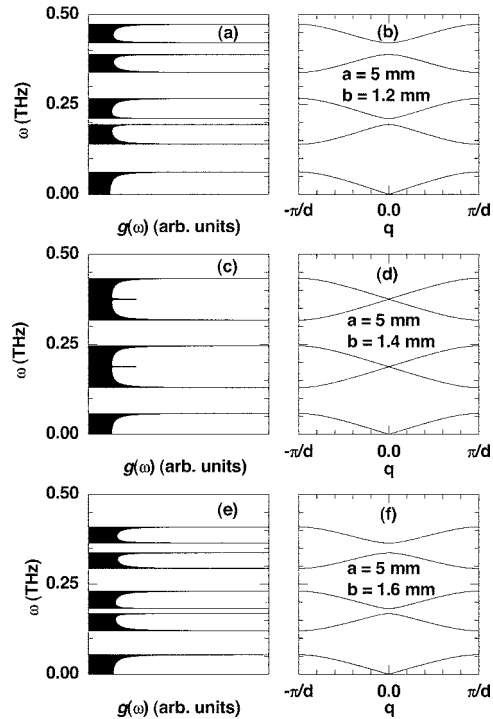 0.50
(a)
ω (THz)
0.25
0.00
g(ω) (arb. units)
(b)
a = 5 mm
b = 1.2 mm
-π/d
0.0
π/d
q
0.50
(c)
ω (THz)
0.25
0.00
g(ω) (arb. units)
(d)
a = 5 mm
b = 1.4 mm
-π/d
0.0
π/d
q
0.50
(e)
ω (THz)
0.25
0.00
g(ω) (arb. units)
(f)
a = 5 mm
b = 1.6 mm
-π/d
0.0
π/d
q